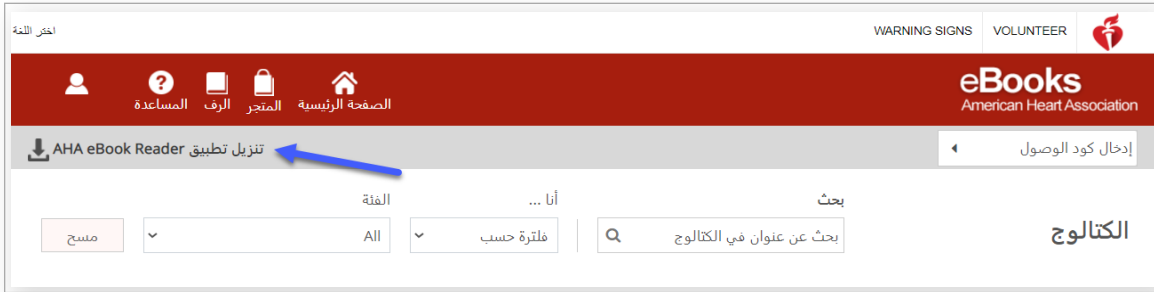 WARNING SIGNS VOLUNTEER
اختر اللغة
eBooks
American Heart Association
الصفحة الرئيسية
المتجر
الرف
المساعدة
إدخال كود الوصول
تنزيل تطبيق AHA eBook Reader
الكتالوج
بحث
بحث عن عنوان في الكتالوج
أنا ...
فلترة حسب
الفئة
All
مسح